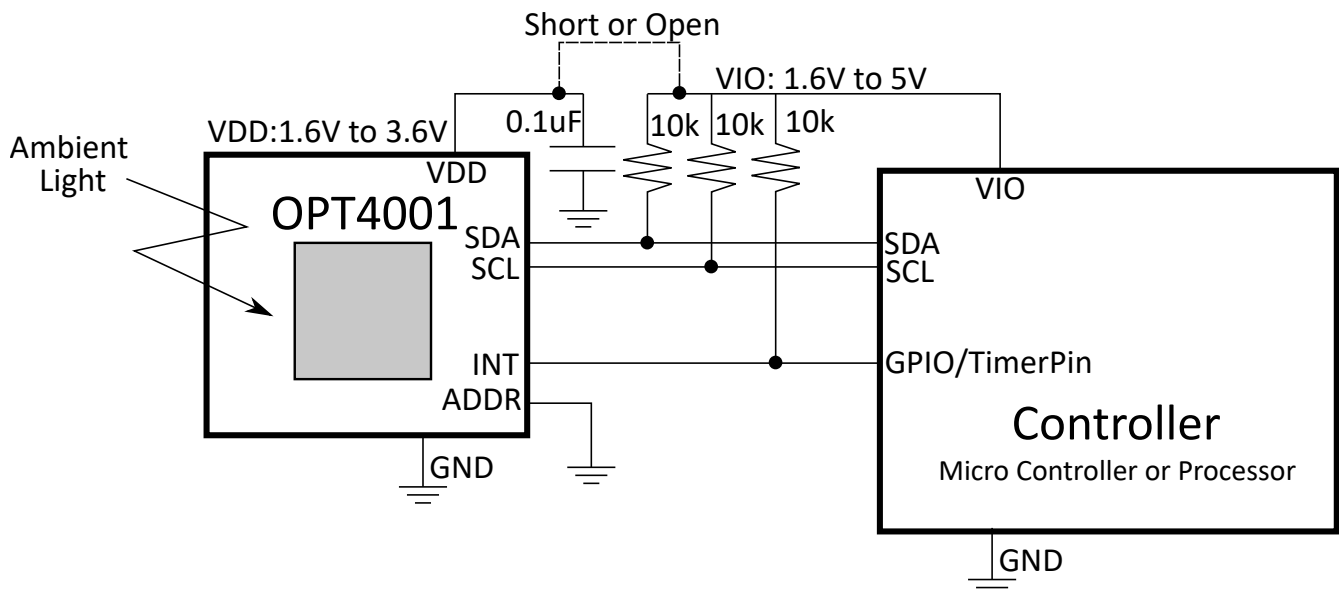 Short or Open
VIO: 1.6V to 5V
VDD:1.6V to 3.6V
0.1uF
10k
10k
10k
Ambient
Light
VDD
VIO
OPT4001
SDA
SCL
INT
ADDR
GND
SDA
SCL
GPIO/TimerPin
Controller
Micro Controller or Processor
GND